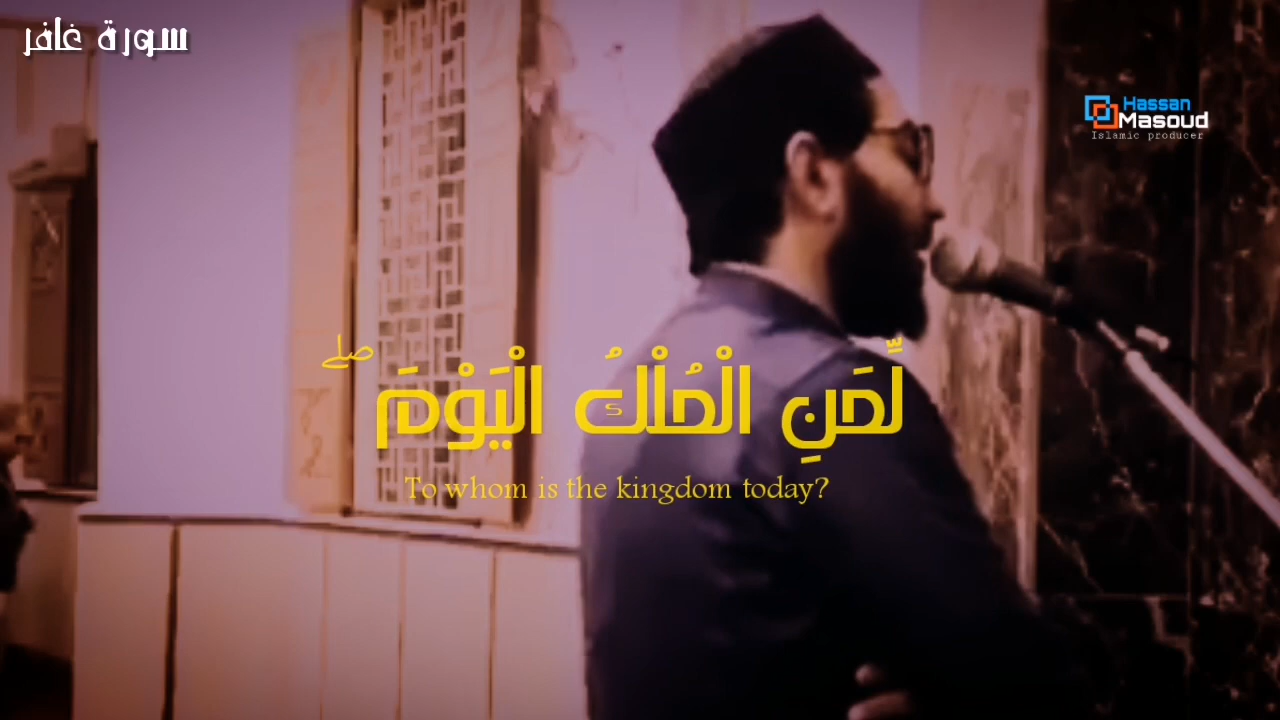 سورة غافر
Hassan
Masoud
Islamic producer
لِّمَنِ الْمُلْكُ الْيَوْمَ ۖ
To whom is the kingdom today?